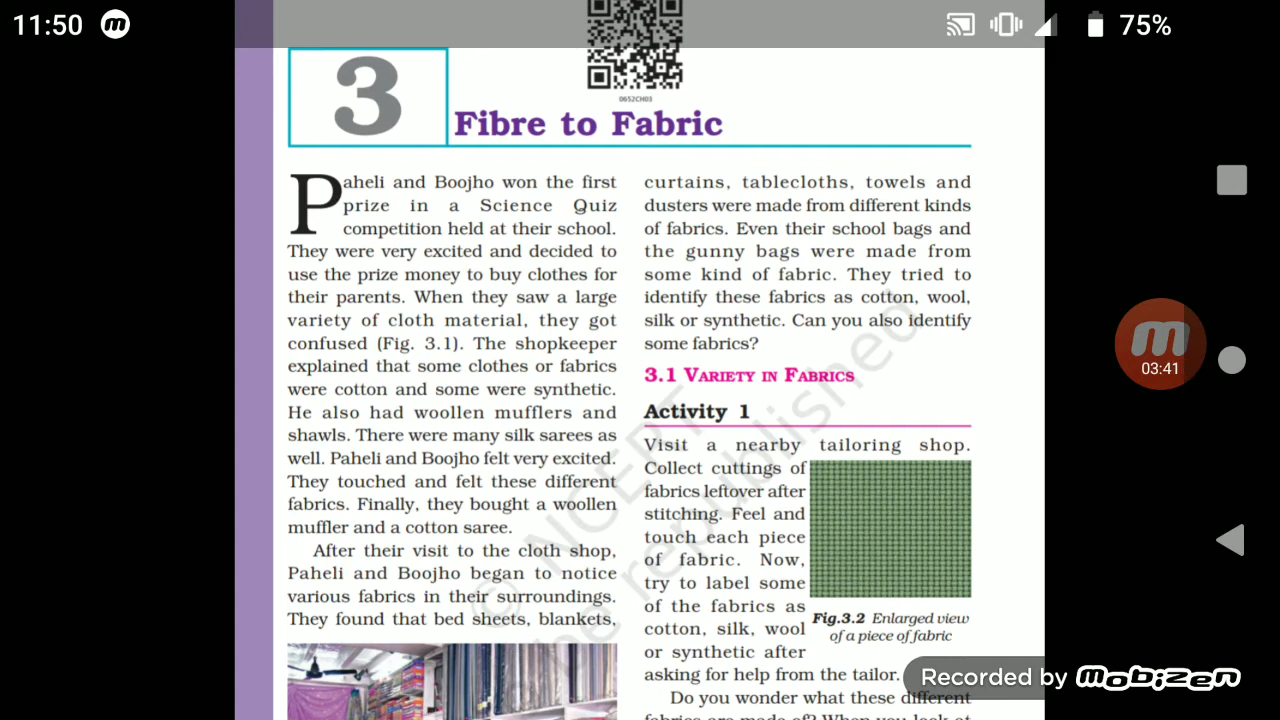 11:50
75%
0652CH03
3
Fibre to Fabric
Paheli and Boojho won the first
prize in a Science Quiz
competition held at their school.
They were very excited and decided to
use the prize money to buy clothes for
their parents. When they saw a large
variety of cloth material, they got
confused (Fig. 3.1). The shopkeeper
explained that some clothes or fabrics
were cotton and some were synthetic.
He also had woollen mufflers and
shawls. There were many silk sarees as
well. Paheli and Boojho felt very excited.
They touched and felt these different
fabrics. Finally, they bought a woollen
muffler and a cotton saree.
After their visit to the cloth shop,
Paheli and Boojho began to notice
various fabrics in their surroundings.
They found that bed sheets, blankets,
curtains, tablecloths, towels and
dusters were made from different kinds
of fabrics. Even their school bags and
the gunny bags were made from
some kind of fabric. They tried to
identify these fabrics as cotton, wool,
silk or synthetic. Can you also identify
some fabrics?
3.1 VARIETY IN FABRICS
Activity 1
Visit a nearby tailoring shop.
Collect cuttings of
fabrics leftover after
stitching. Feel and
touch each piece
of fabric. Now,
try to label some
of the fabrics as
cotton, silk, wool
or synthetic after
asking for help from the tailor.
Fig.3.2 Enlarged view
of a piece of fabric
Do you wonder what these different
fabrics are made of? When you look at
© NCERT
be republished
03:41
Recorded by mobizen